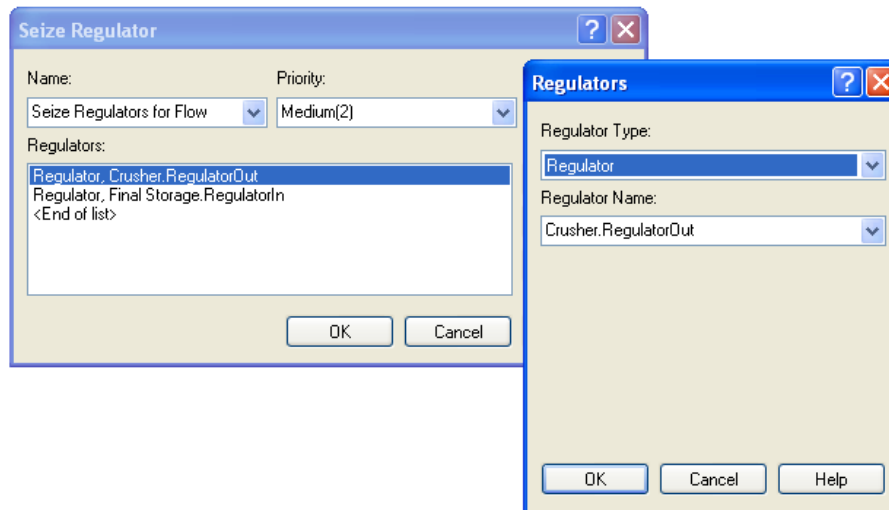 Seize Regulator
Name:
Priority:
Seize Regulators for Flow
Medium(2)
Regulators:
Regulator, Crusher.RegulatorOut
Regulator, Final Storage.RegulatorIn
<End of list>
OK
Cancel
Regulators
Regulator Type:
Regulator
Regulator Name:
Crusher.RegulatorOut
OK
Cancel
Help